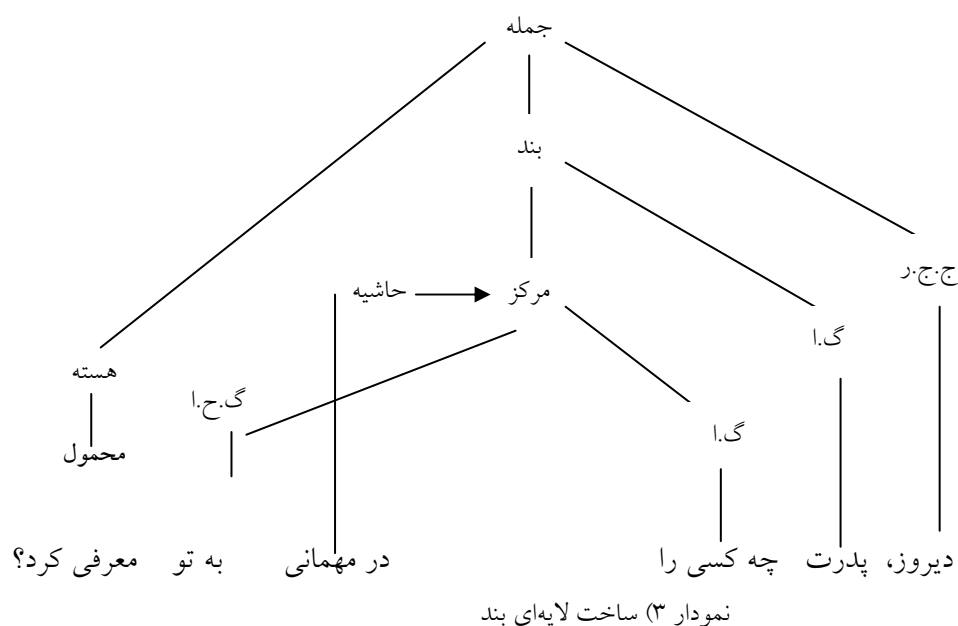 جمله
بند
ج.ج.ر
حاشیه
مرکز
گ.ا
هسته
گ.ح.ا
گ.ا
محمول
دیروز، پدرت چه کسی را در مهمانی به تو معرفی کرد؟
نمودار ۳) ساخت لایه‌ای بند